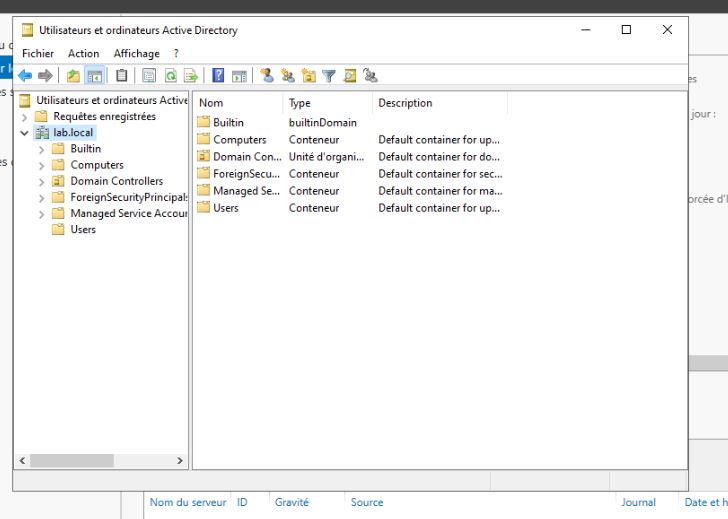 Utilisateurs et ordinateurs Active Directory
Fichier Action Affichage ?
Utilisateurs et ordinateurs Active
Requêtes enregistrées
lab.local
Builtin
Computers
Domain Controllers
ForeignSecurityPrincipals
Managed Service Accour
Users
Nom Type Description
Builtin builtinDomain
Computers Conteneur Default container for up...
Domain Con... Unité d'organi... Default container for do...
ForeignSecu... Conteneur Default container for sec...
Managed Se... Conteneur Default container for ma...
Users Conteneur Default container for up...
es
jour :
orcée d'I
Nom du serveur ID Gravité Source Journal Date et h